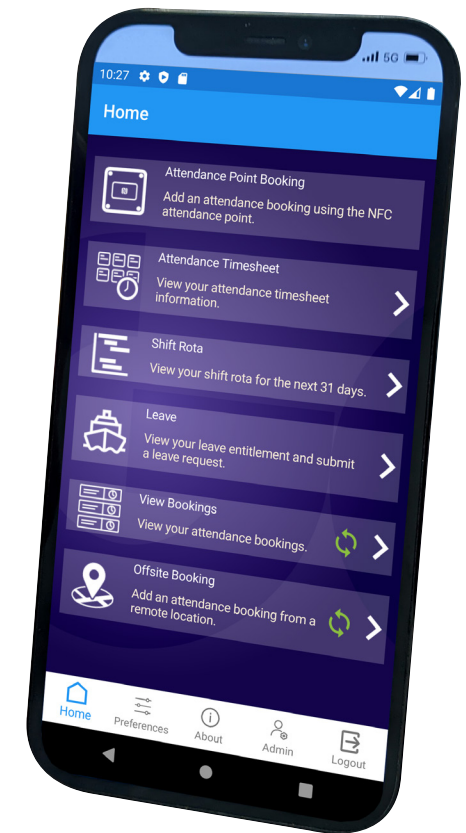 5G
10:27
Home
Attendance Point Booking
Add an attendance booking using the NFC
attendance point.
Attendance Timesheet
View your attendance timesheet
information.
Shift Rota
View your shift rota for the next 31 days.
Leave
View your leave entitlement and submit
a leave request.
View Bookings
View your attendance bookings.
Offsite Booking
Add an attendance booking from a
remote location.
Home
Preferences
About
Admin
Logout